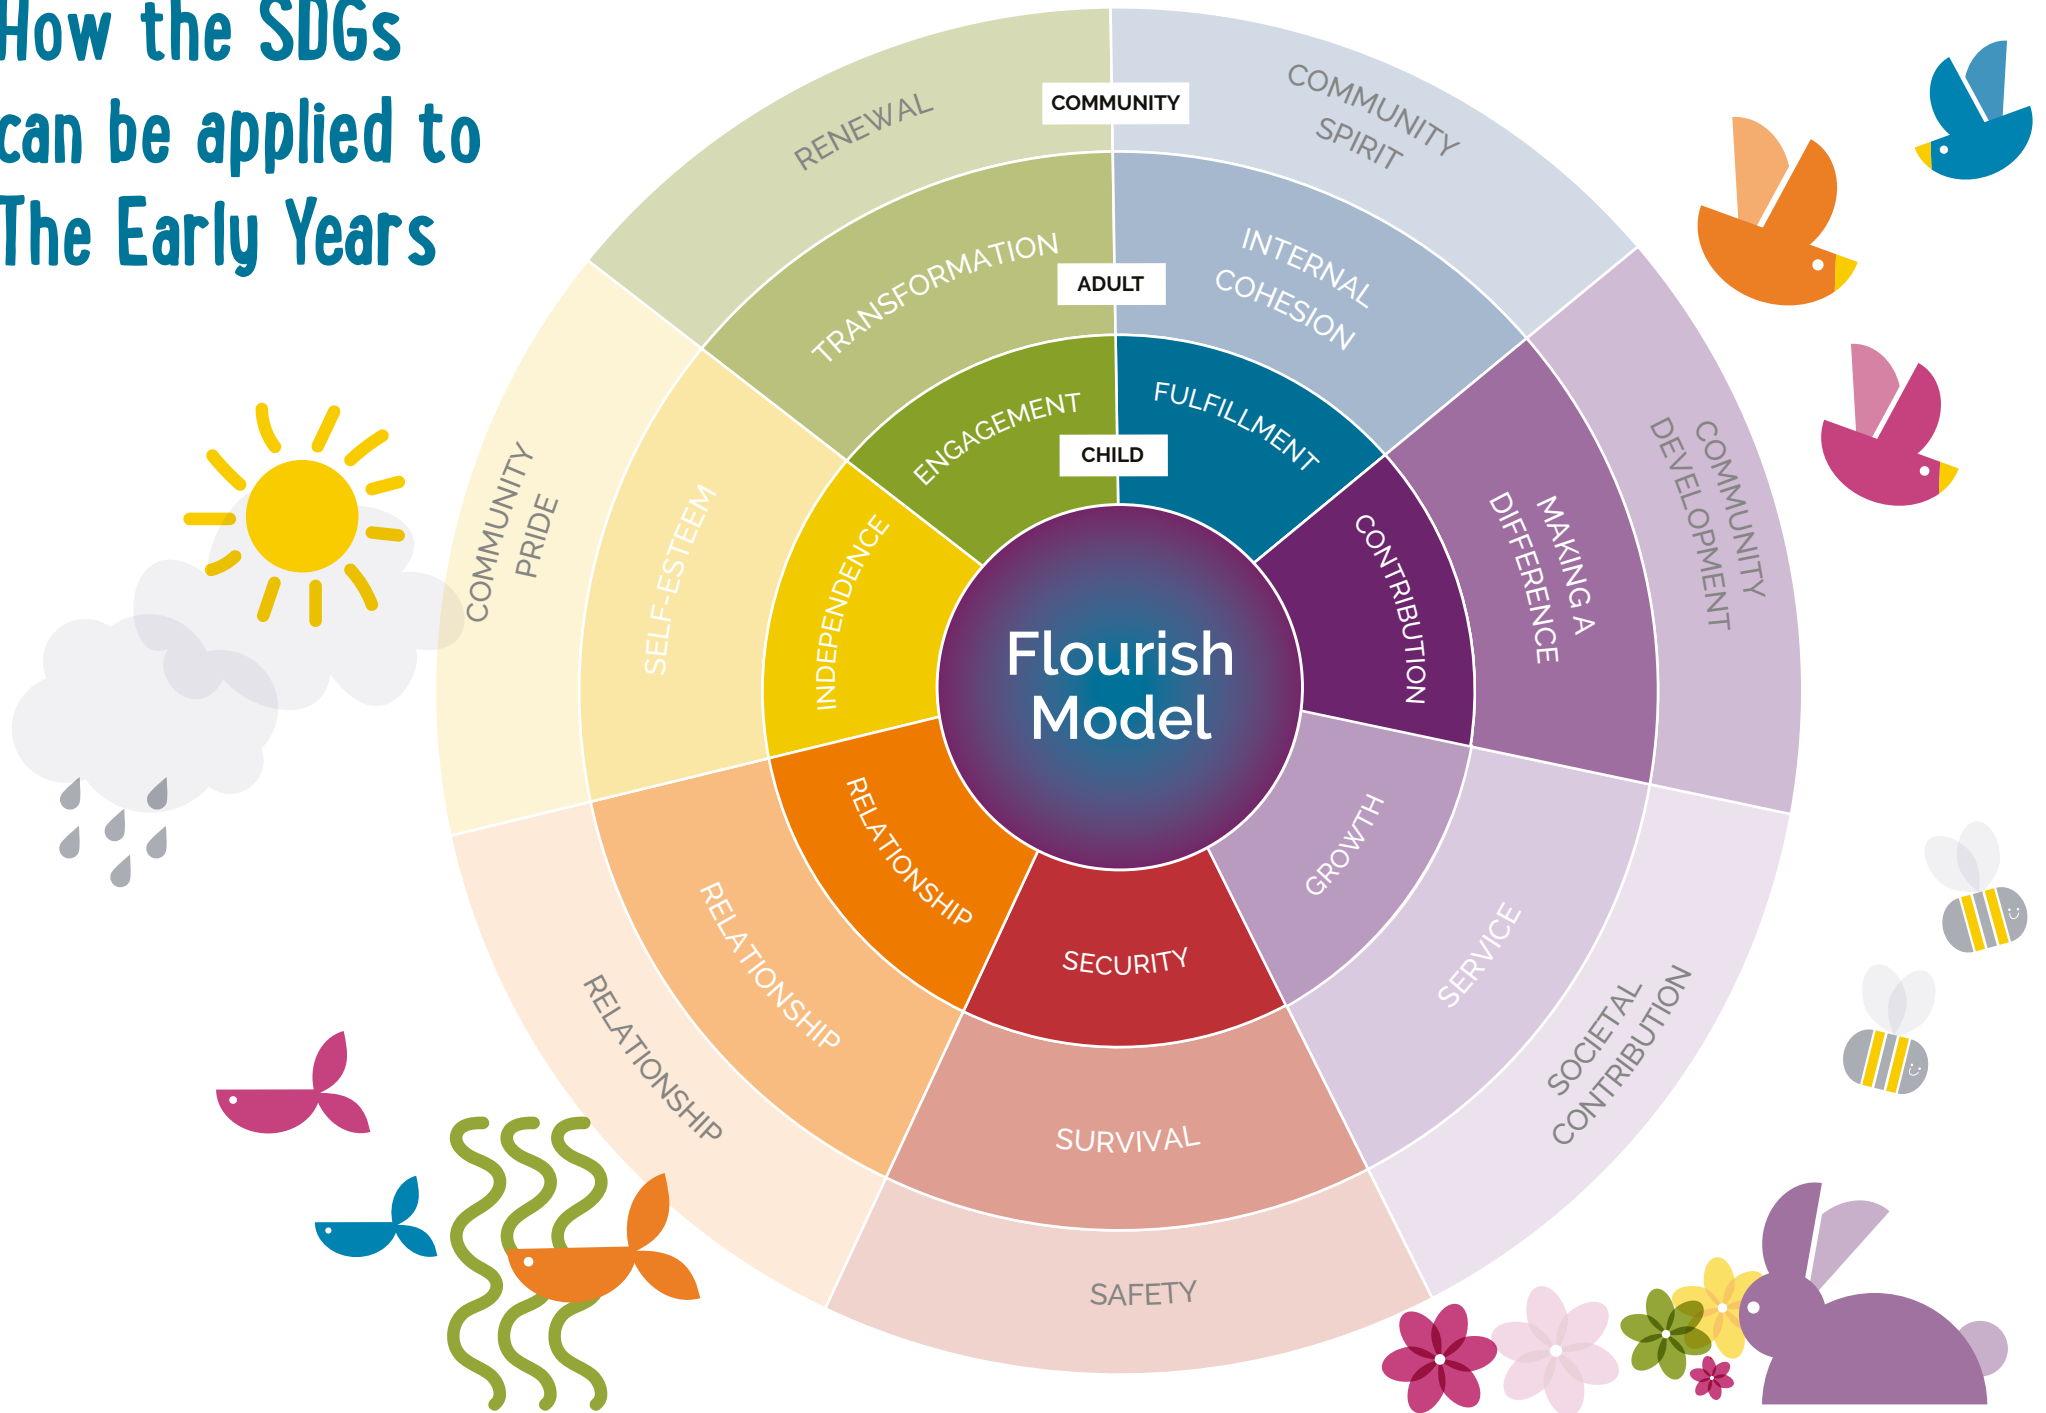 How the SDGs
can be applied to
The Early Years
COMMUNITY
ADULT
CHILD
Flourish
Model
RENEWAL
TRANSFORMATION
ENGAGEMENT
COMMUNITY
SPIRIT
INTERNAL
COHESION
FULFILLMENT
COMMUNITY
DEVELOPMENT
MAKING A
DIFFERENCE
CONTRIBUTION
SOCIETAL
CONTRIBUTION
SERVICE
GROWTH
SAFETY
SURVIVAL
SECURITY
RELATIONSHIP
RELATIONSHIP
RELATIONSHIP
COMMUNITY
PRIDE
SELF-ESTEEM
INDEPENDENCE